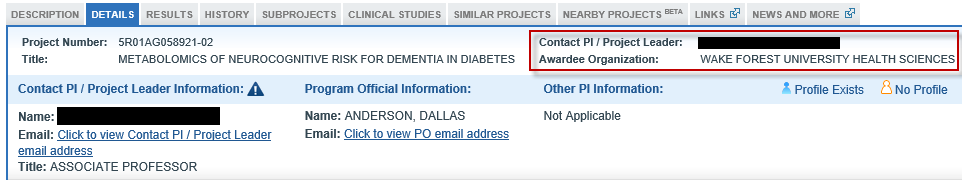 DESCRIPTION DETAILS RESULTS HISTORY SUBPROJECTS CLINICAL STUDIES SIMILAR PROJECTS NEARBY PROJECTS BETA LINKS NEWS AND MORE
Project Number: 5R01AG058921-02 Contact PI / Project Leader:
Title: METABOLOMICS OF NEUROCOGNITIVE RISK FOR DEMENTIA IN DIABETES Awardee Organization: WAKE FOREST UNIVERSITY HEALTH SCIENCES
Contact PI / Project Leader Information: Program Official Information: Other PI Information: Profile Exists No Profile
Name: Name: ANDERSON, DALLAS Not Applicable
Email: Click to view Contact PI / Project Leader Email: Click to view PO email address
email address
Title: ASSOCIATE PROFESSOR